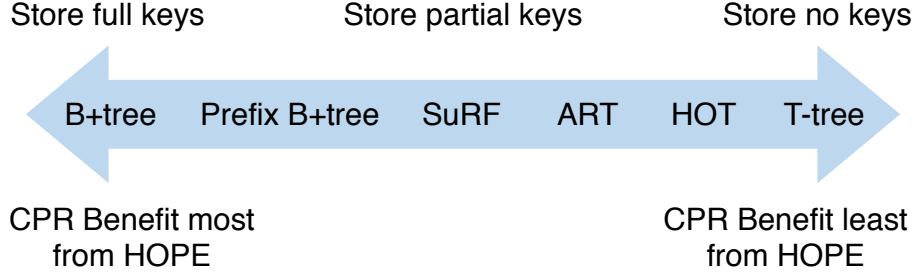 Store full keys Store partial keys Store no keys
B+tree Prefix B+tree SuRF ART HOT T-tree
CPR Benefit most CPR Benefit least
from HOPE from HOPE